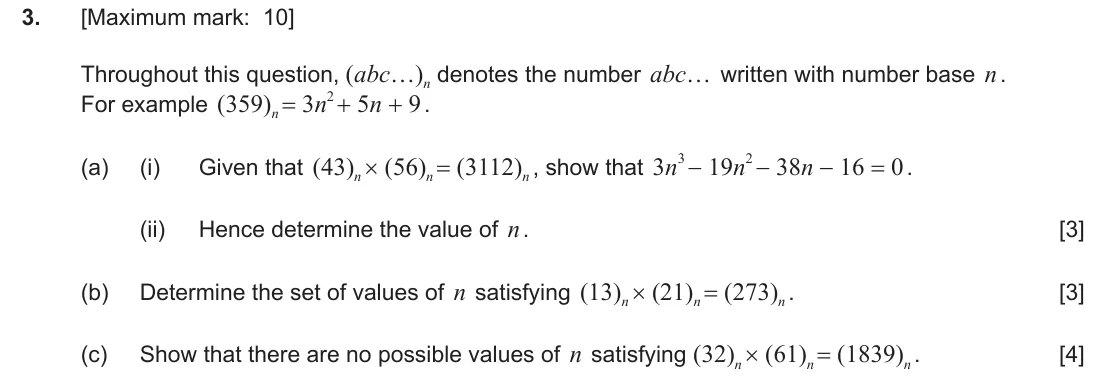 3. [Maximum mark: 10]
Throughout this question, (abc…)ₙ denotes the number abc… written with number base n.
For example (359)ₙ = 3n² + 5n + 9.
(a) (i) Given that (43)ₙ × (56)ₙ = (3112)ₙ, show that 3n³ − 19n² − 38n − 16 = 0.
(ii) Hence determine the value of n. [3]
(b) Determine the set of values of n satisfying (13)ₙ × (21)ₙ = (273)ₙ. [3]
(c) Show that there are no possible values of n satisfying (32)ₙ × (61)ₙ = (1839)ₙ. [4]